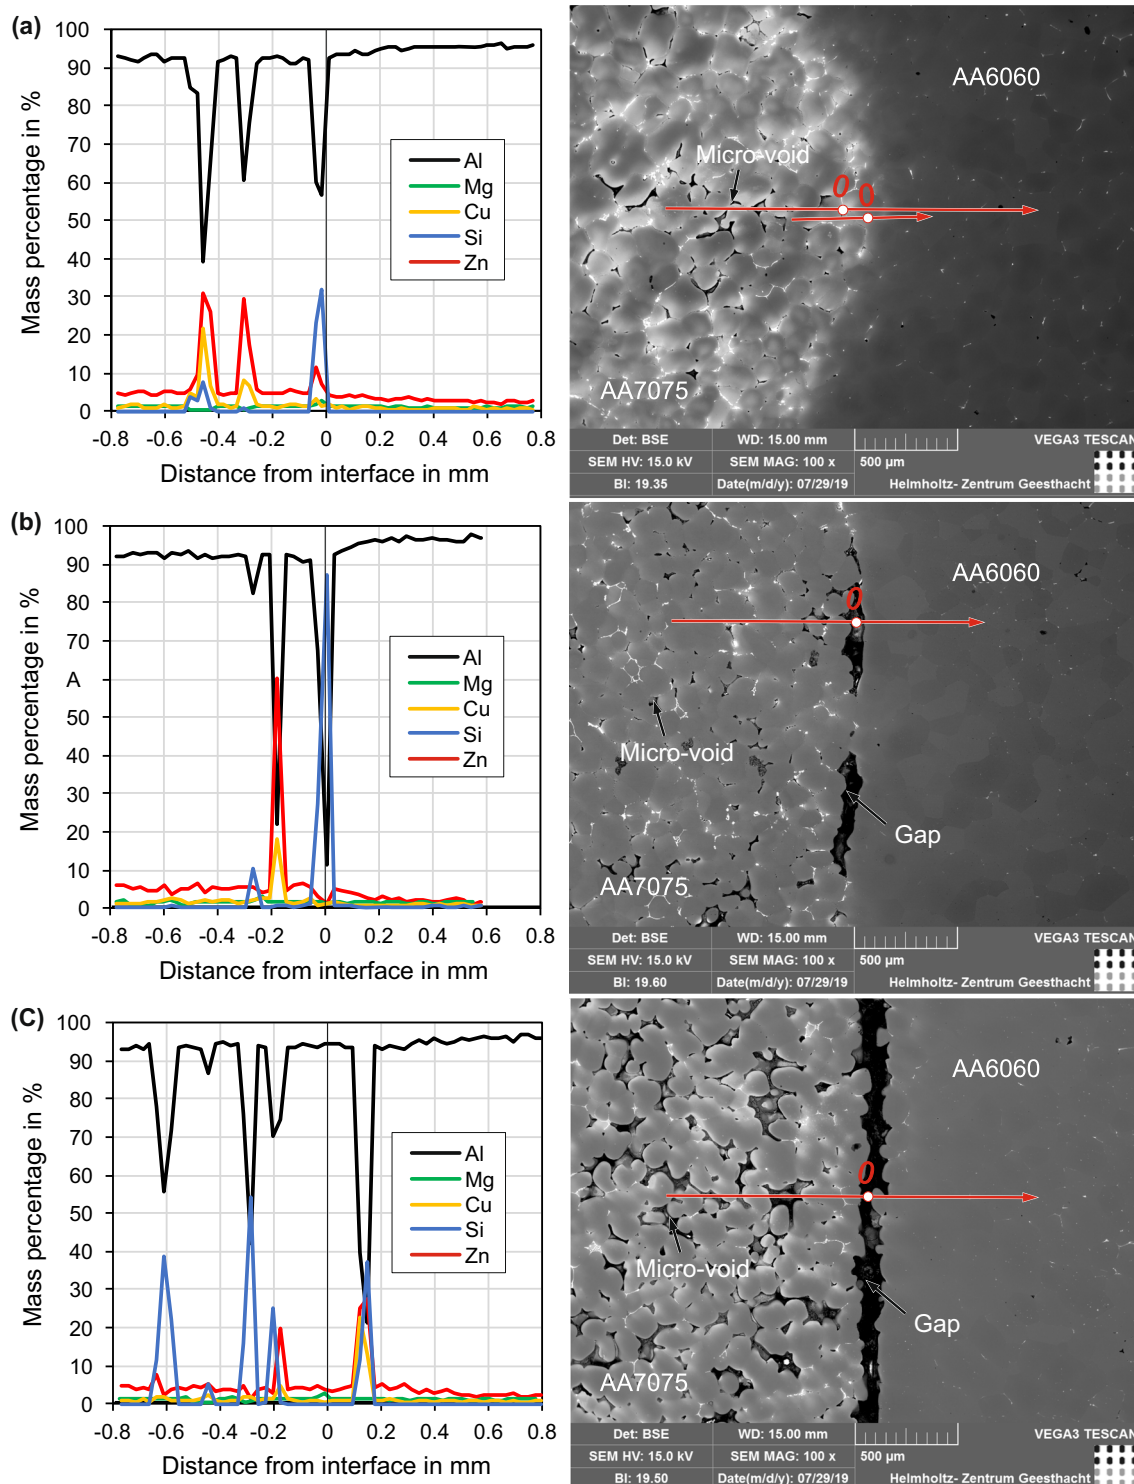 (a)
100
90
80
70
60
50
40
30
20
10
0
Mass percentage in %
Al
Mg
Cu
Si
Zn
-0.8 -0.6 -0.4 -0.2 0 0.2 0.4 0.6 0.8
Distance from interface in mm
AA6060
Micro-void
0 0
AA7075
Det: BSE WD: 15.00 mm VEGA3 TESCAN
SEM HV: 15.0 kV SEM MAG: 100 x 500 µm
BI: 19.35 Date(m/d/y): 07/29/19 Helmholtz- Zentrum Geesthacht
(b)
100
90
80
70
A
50
40
30
20
10
0
Mass percentage in %
Al
Mg
Cu
Si
Zn
-0.8 -0.6 -0.4 -0.2 0 0.2 0.4 0.6 0.8
Distance from interface in mm
AA6060
0
Micro-void
Gap
AA7075
Det: BSE WD: 15.00 mm VEGA3 TESCAN
SEM HV: 15.0 kV SEM MAG: 100 x 500 µm
BI: 19.60 Date(m/d/y): 07/29/19 Helmholtz- Zentrum Geesthacht
(C)
100
90
80
70
60
50
40
30
20
10
0
Mass percentage in %
Al
Mg
Cu
Si
Zn
-0.8 -0.6 -0.4 -0.2 0 0.2 0.4 0.6 0.8
Distance from interface in mm
AA6060
0
Micro-void
Gap
AA7075
Det: BSE WD: 15.00 mm VEGA3 TESCAN
SEM HV: 15.0 kV SEM MAG: 100 x 500 µm
BI: 19.50 Date(m/d/y): 07/29/19 Helmholtz- Zentrum Geesthacht